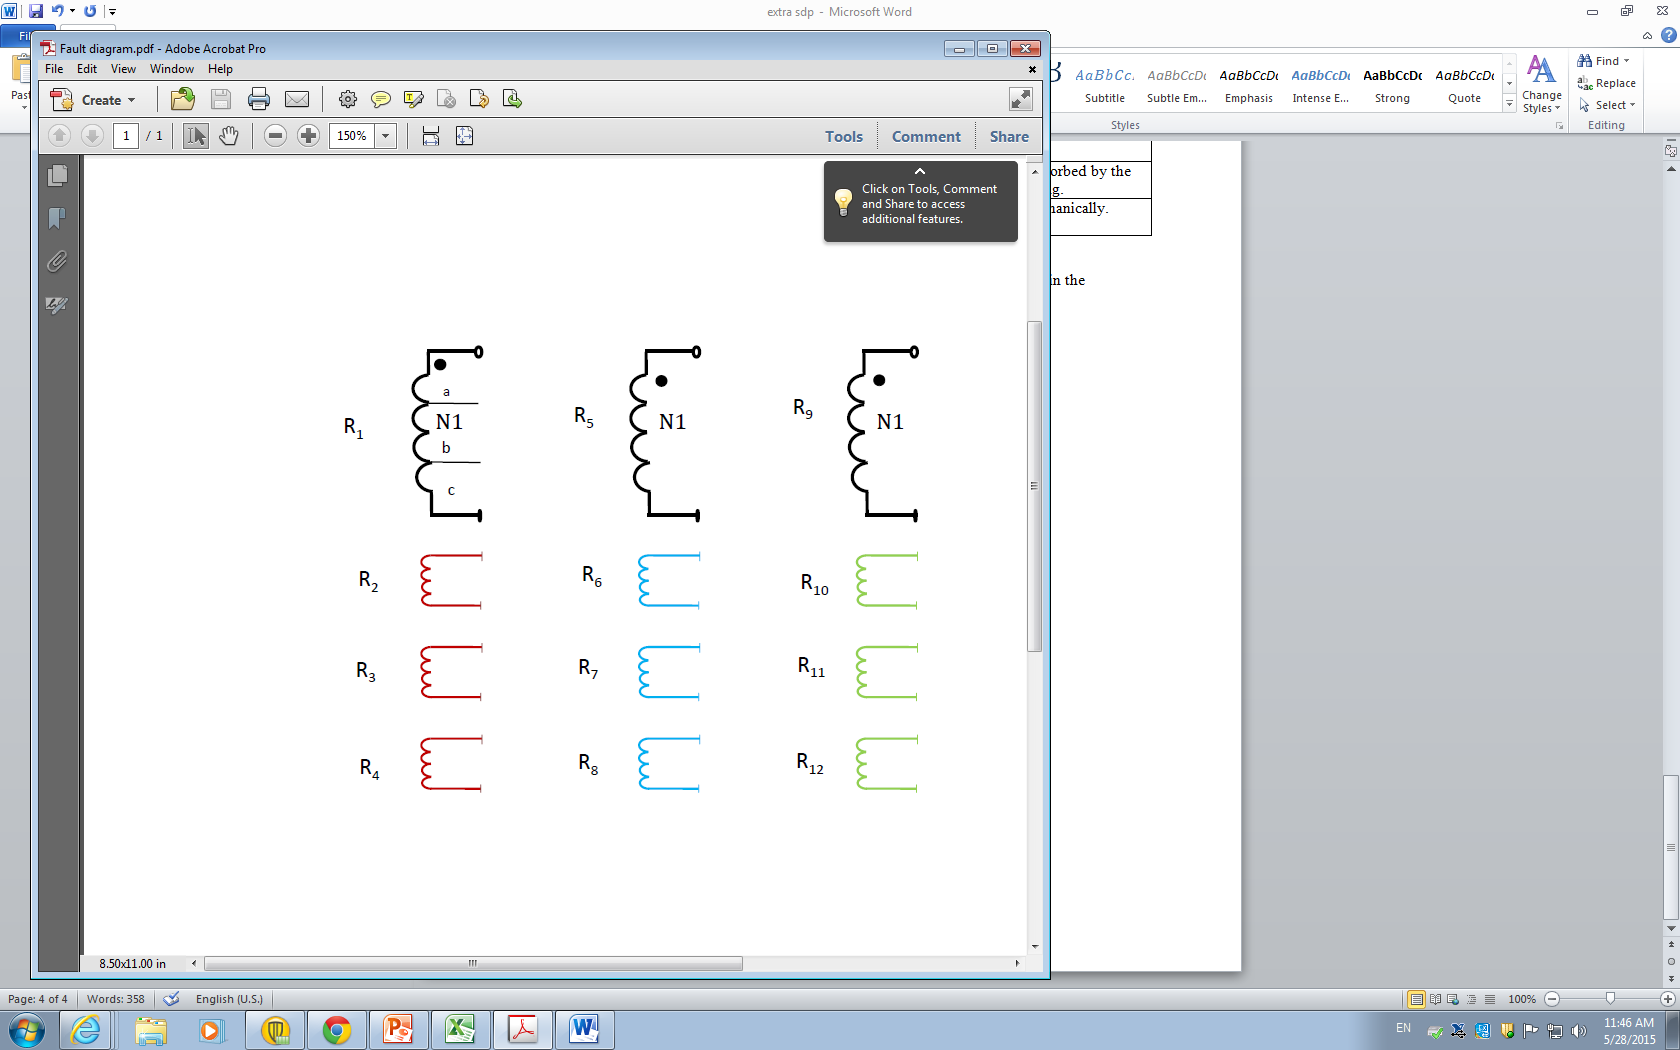 extra sdp - Microsoft Word
Fault diagram.pdf - Adobe Acrobat Pro
File Edit View Window Help
Create
1 / 1 150% Tools Comment Share
Click on Tools, Comment
and Share to access
additional features.
AaBbCc. AaBbCcDc AaBbCcDc AaBbCcDc AaBbCcDc AaBbCcDc
Subtitle Subtle Em... Emphasis Intense E... Strong Quote
Change
Styles
Styles
Find
Replace
Select
Editing
Past
orbed by the
g.
nanically.
in the
a
N1
b
c
R1
R5
N1
R9
N1
R2
R6
R10
R3
R7
R11
R4
R8
R12
8.50x11.00 in
Page: 4 of 4 Words: 358 English (U.S.) 100%
EN 11:46 AM
5/28/2015